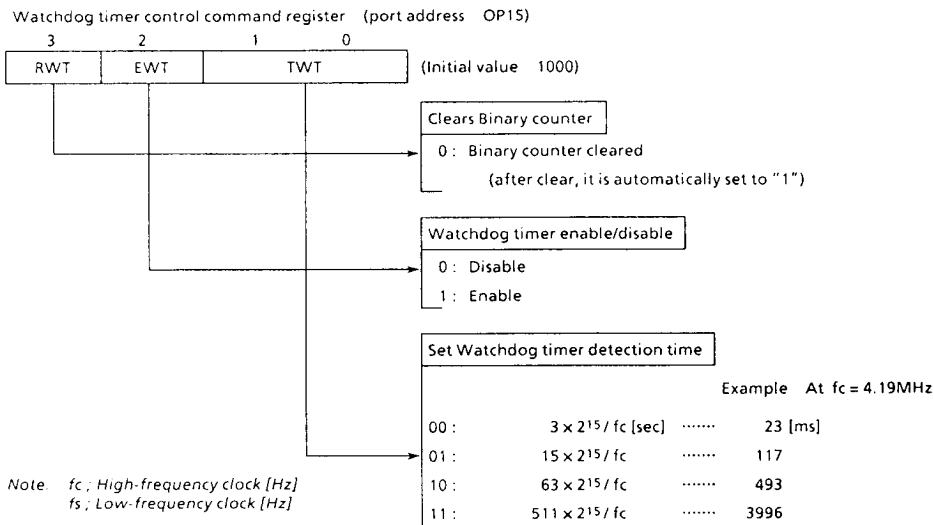 Watchdog timer control command register (port address OP15)
3 2 1 0
RWT EWT TWT (Initial value 1000)
Clears Binary counter
0 : Binary counter cleared
(after clear, it is automatically set to "1")
Watchdog timer enable/disable
0 : Disable
1 : Enable
Set Watchdog timer detection time
Example At fc = 4.19MHz
00 : 3 x 2¹⁵/ fc [sec] ······· 23 [ms]
01 : 15 x 2¹⁵/ fc ······· 117
10 : 63 x 2¹⁵/ fc ······· 493
11 : 511 x 2¹⁵/ fc ······· 3996
Note. fc ; High-frequency clock [Hz]
fs ; Low-frequency clock [Hz]